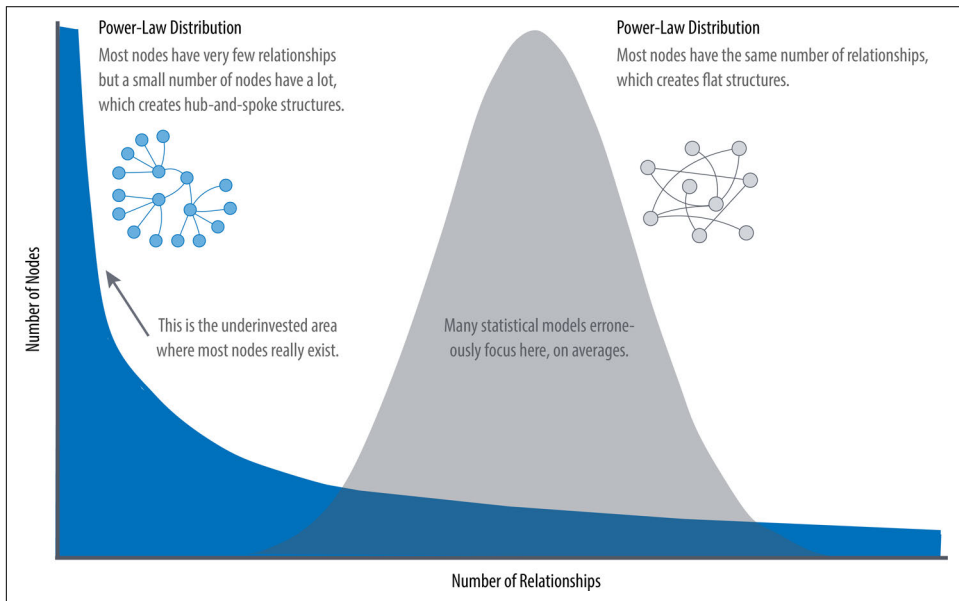 Power-Law Distribution
Most nodes have very few relationships
but a small number of nodes have a lot,
which creates hub-and-spoke structures.
Power-Law Distribution
Most nodes have the same number of relationships,
which creates flat structures.
This is the underinvested area
where most nodes really exist.
Many statistical models errone-
ously focus here, on averages.
Number of Nodes
Number of Relationships